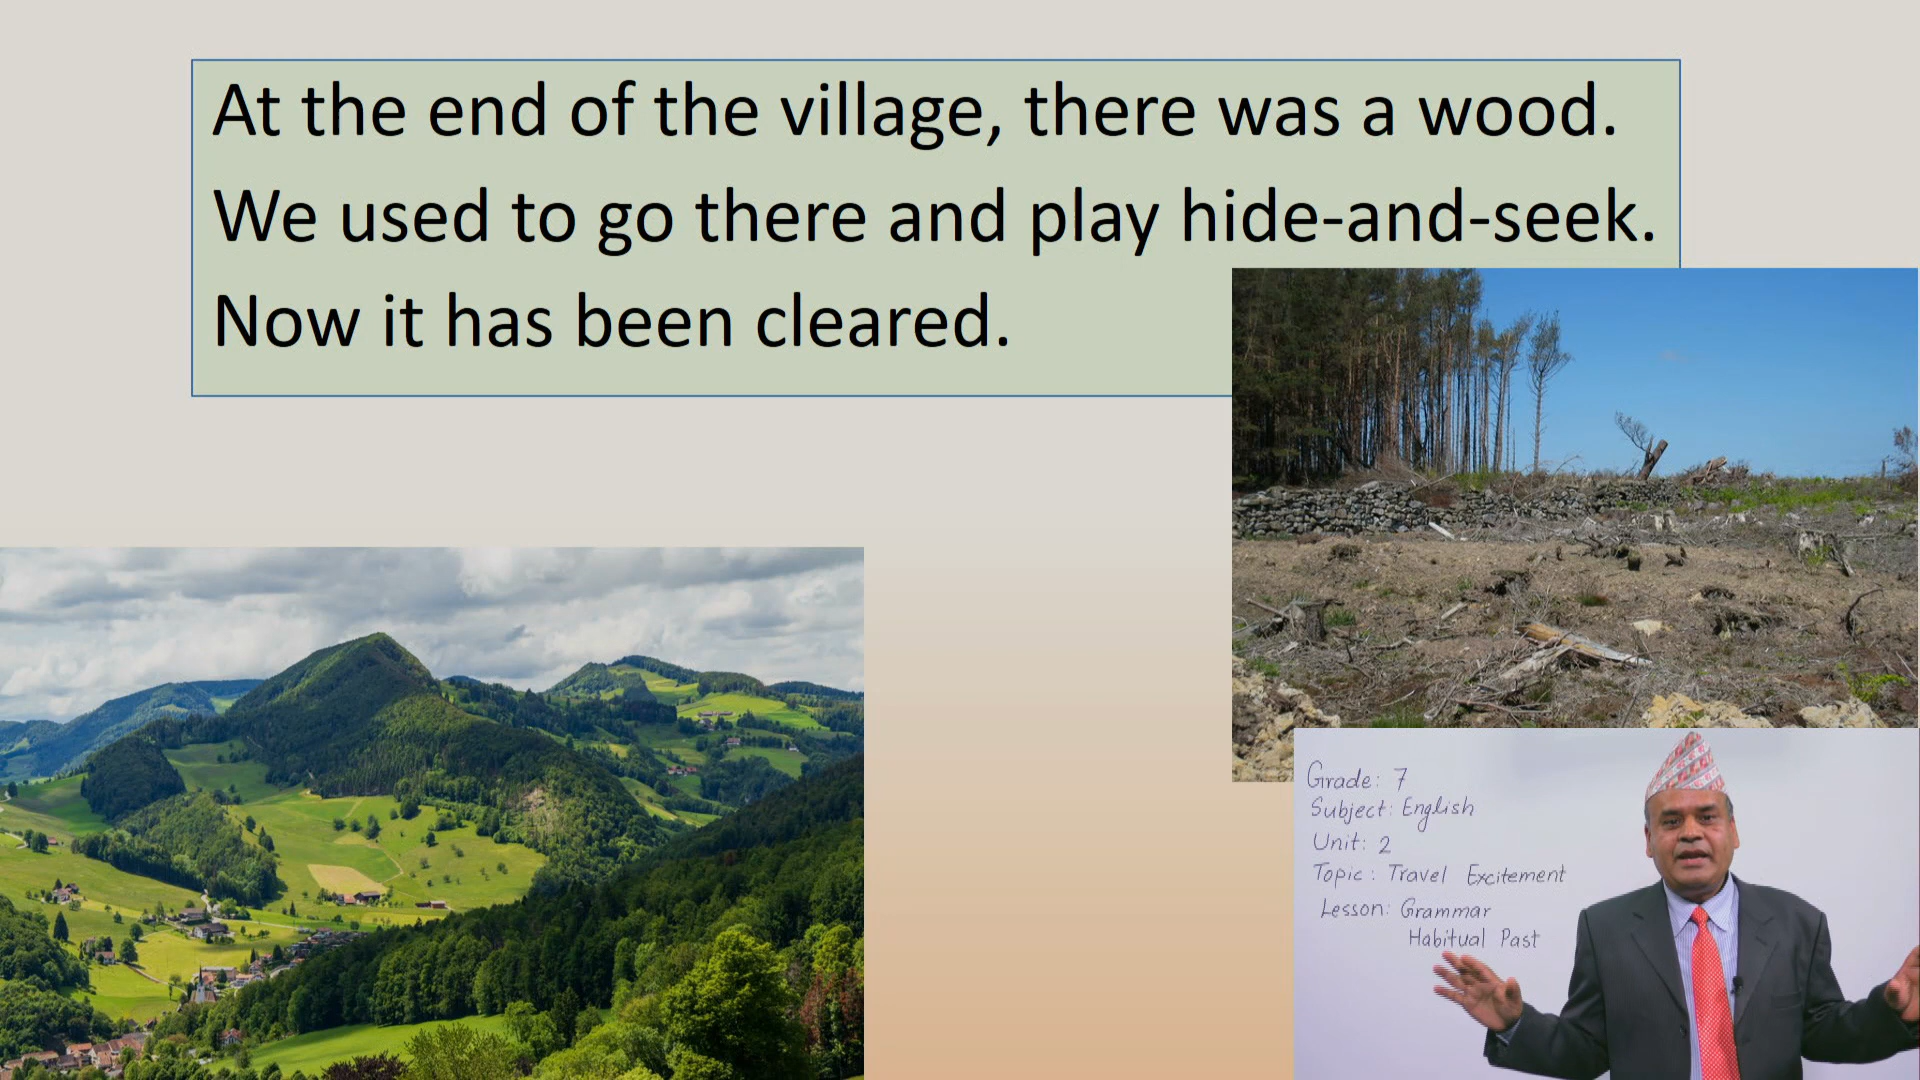 At the end of the village, there was a wood.
We used to go there and play hide-and-seek.
Now it has been cleared.
Grade: 7
Subject: English
Unit: 2
Topic: Travel Excitement
Lesson: Grammar
Habitual Past